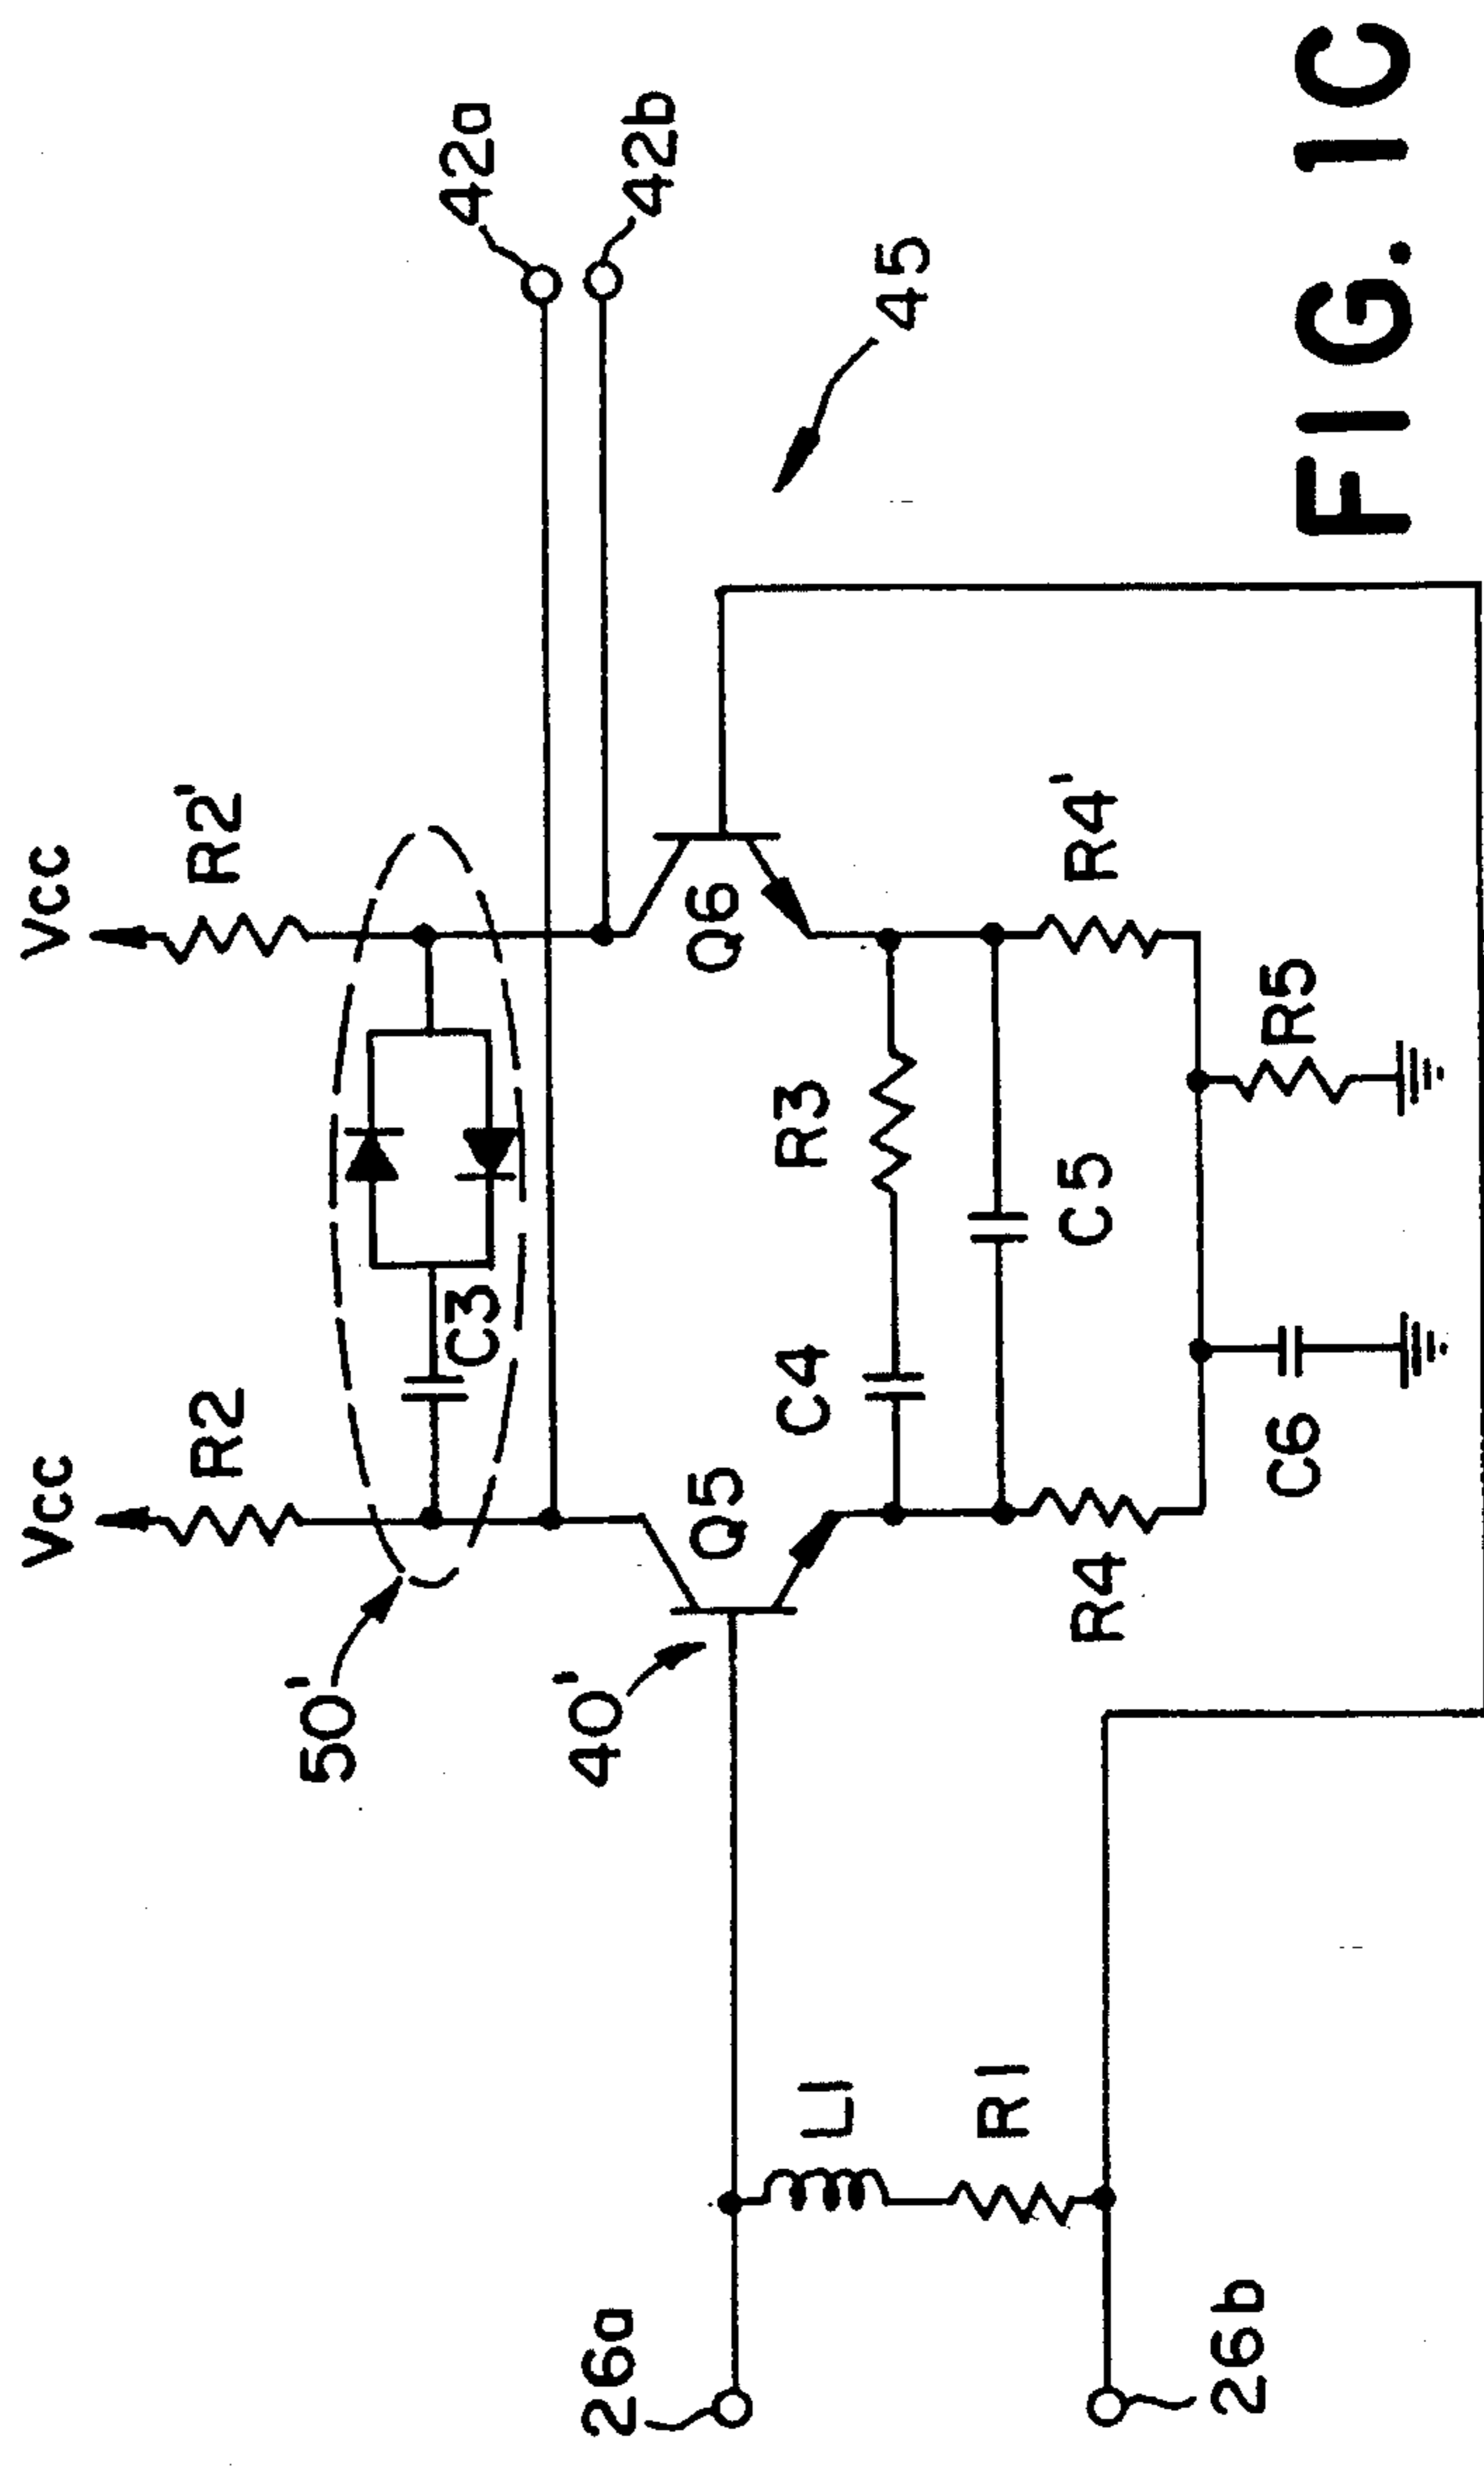 Vcc
Vcc
R2
R2'
50'
C3
42a
42b
40'
Q5
Q6
45
26a
L1
C4
R3
R1
C5
R4
R4'
26b
C6
R5
FIG. 1C